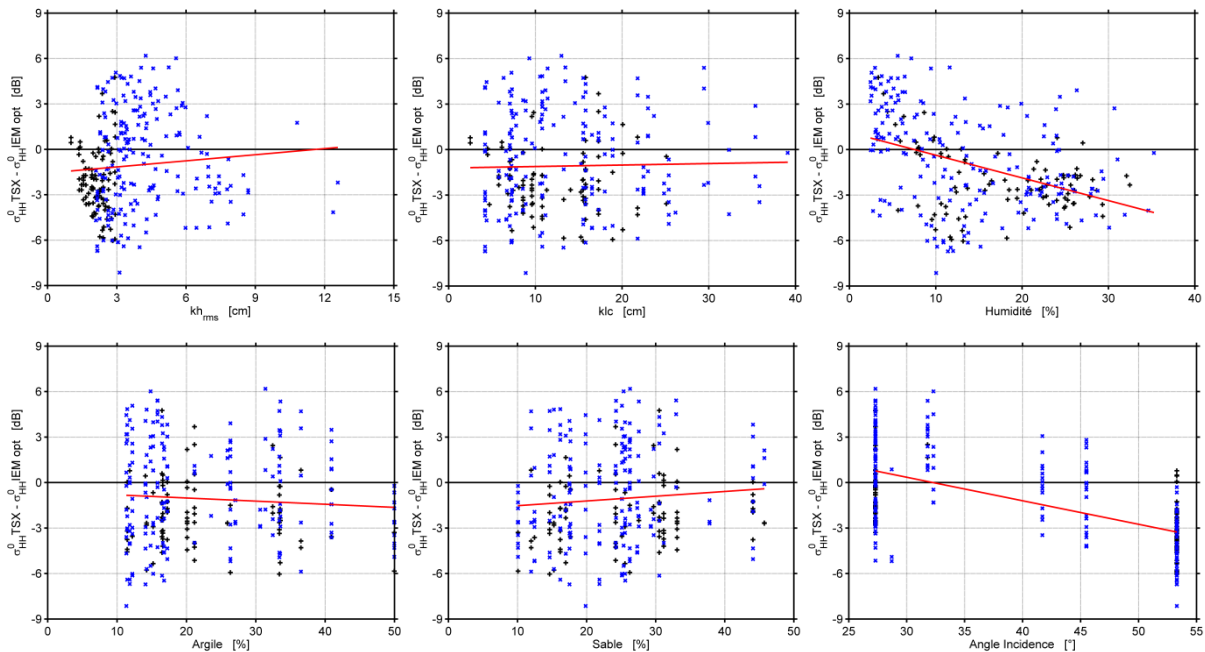 9
6
3
0
-3
-6
-9
σ⁰HH TSX - σ⁰HH IEM opt [dB]
0 3 6 9 12 15
kh rms [cm]
9
6
3
0
-3
-6
-9
σ⁰HH TSX - σ⁰HH IEM opt [dB]
0 10 20 30 40
klc [cm]
9
6
3
0
-3
-6
-9
σ⁰HH TSX - σ⁰HH IEM opt [dB]
0 10 20 30 40
Humidité [%]
9
6
3
0
-3
-6
-9
σ⁰HH TSX - σ⁰HH IEM opt [dB]
0 10 20 30 40 50
Argile [%]
9
6
3
0
-3
-6
-9
σ⁰HH TSX - σ⁰HH IEM opt [dB]
0 10 20 30 40 50
Sable [%]
9
6
3
0
-3
-6
-9
σ⁰HH TSX - σ⁰HH IEM opt [dB]
25 30 35 40 45 50 55
Angle Incidence [°]